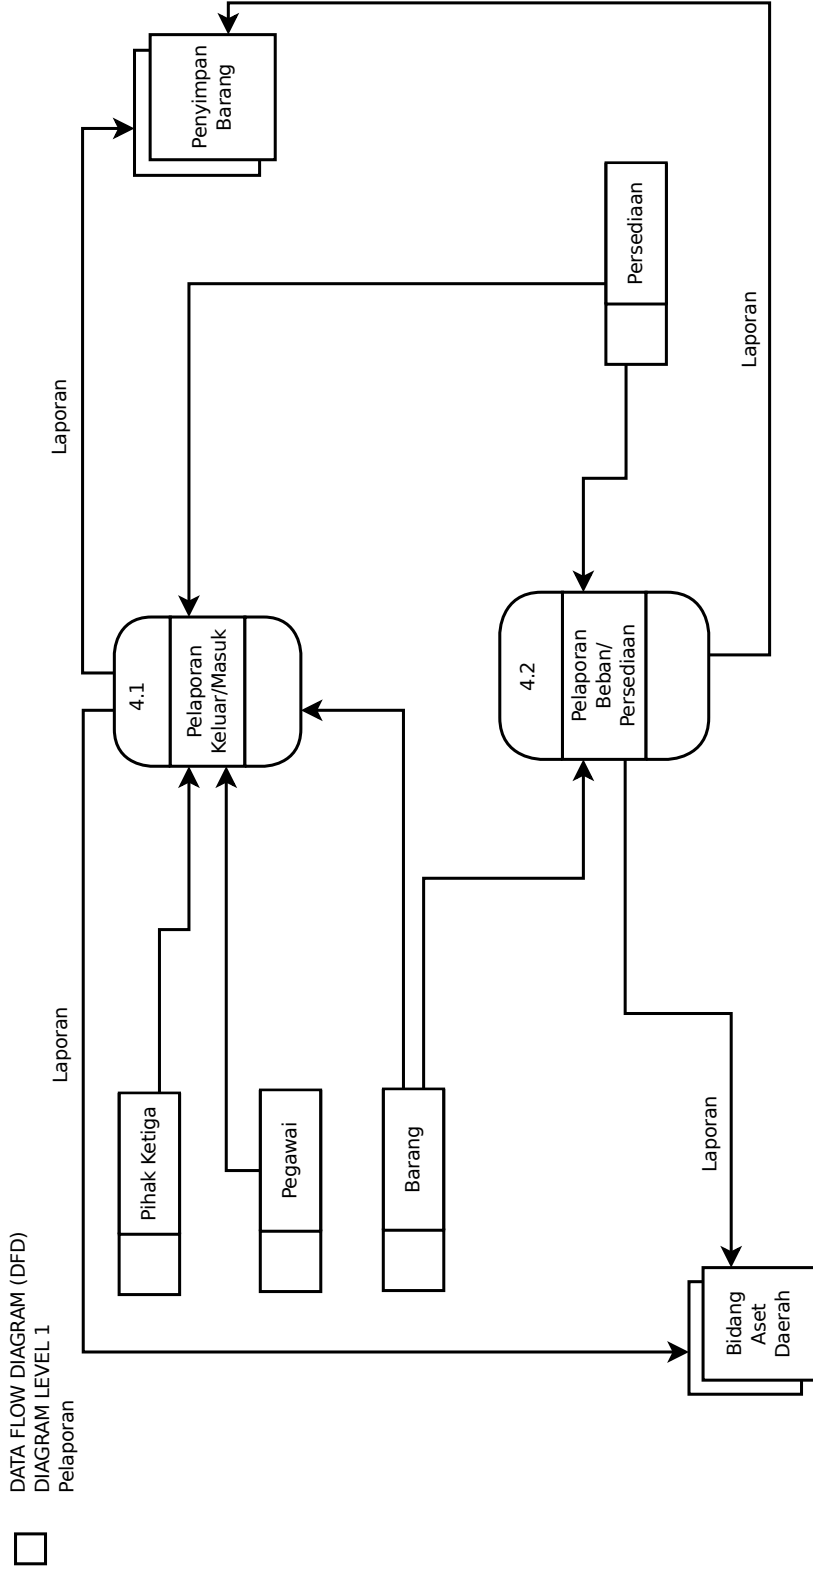 DATA FLOW DIAGRAM (DFD)
DIAGRAM LEVEL 1
Pelaporan
Laporan
Laporan
Penyimpan
Barang
Pihak Ketiga
4.1
Pelaporan
Keluar/Masuk
Pegawai
Barang
4.2
Pelaporan
Beban/
Persediaan
Persediaan
Laporan
Laporan
Bidang
Aset
Daerah